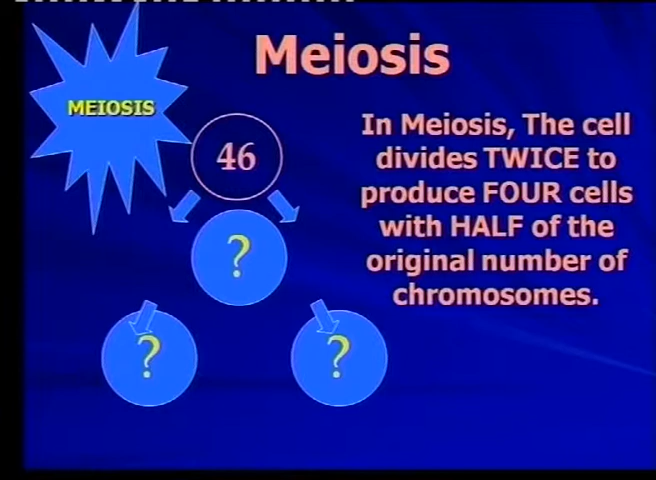 Meiosis
MEIOSIS
In Meiosis, The cell
divides TWICE to
produce FOUR cells
with HALF of the
original number of
chromosomes.
46
?
?
?